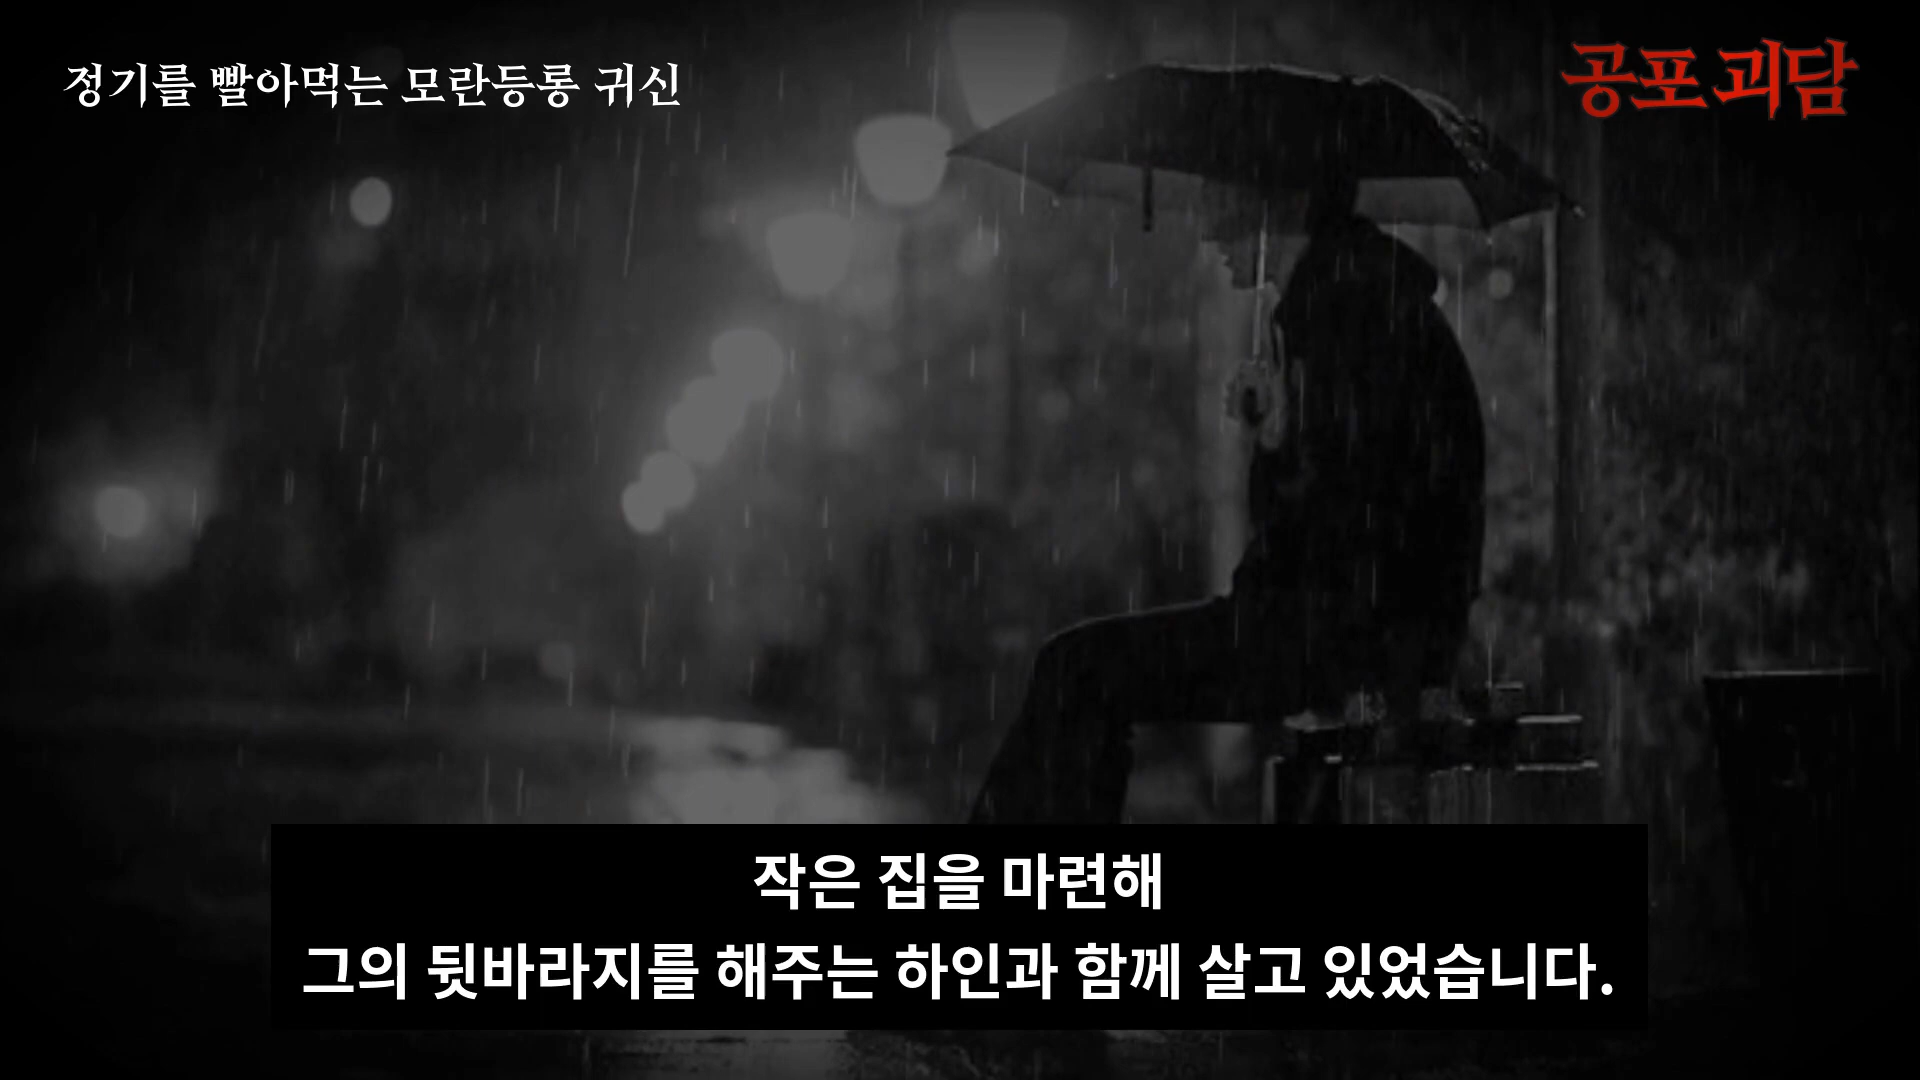 정기를 빨아먹는 모란등롱 귀신
공포괴담
작은 집을 마련해
그의 뒷바라지를 해주는 하인과 함께 살고 있었습니다.